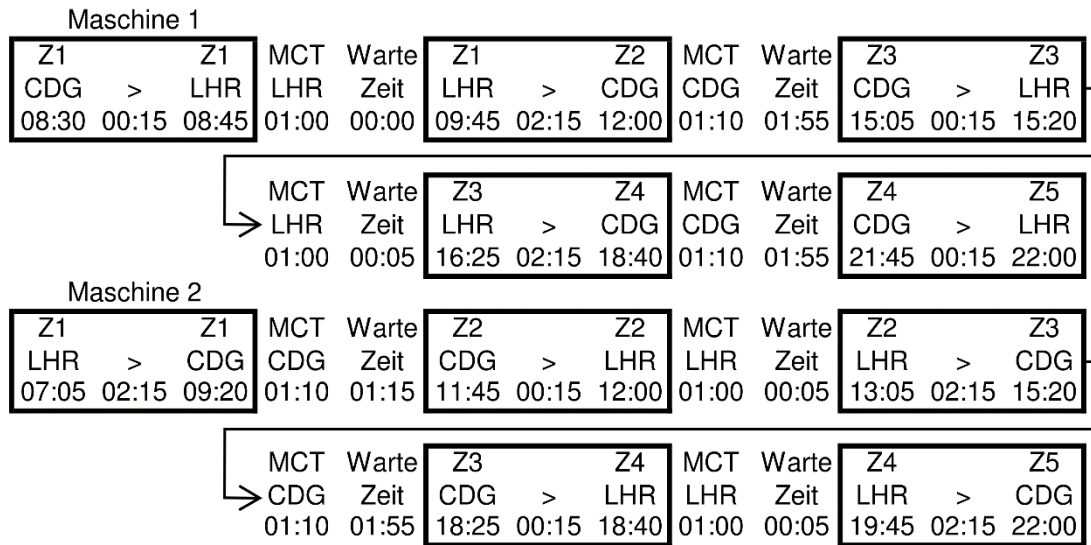 Maschine 1
Z1 Z1 MCT Warte Z1 Z2 MCT Warte Z3 Z3
CDG > LHR LHR Zeit LHR > CDG CDG Zeit CDG > LHR
08:30 00:15 08:45 01:00 00:00 09:45 02:15 12:00 01:10 01:55 15:05 00:15 15:20
MCT Warte Z3 Z4 MCT Warte Z4 Z5
LHR Zeit LHR > CDG CDG Zeit CDG > LHR
01:00 00:05 16:25 02:15 18:40 01:10 01:55 21:45 00:15 22:00
Maschine 2
Z1 Z1 MCT Warte Z2 Z2 MCT Warte Z2 Z3
LHR > CDG CDG Zeit CDG > LHR LHR Zeit LHR > CDG
07:05 02:15 09:20 01:10 01:15 11:45 00:15 12:00 01:00 00:05 13:05 02:15 15:20
MCT Warte Z3 Z4 MCT Warte Z4 Z5
CDG Zeit CDG > LHR LHR Zeit LHR > CDG
01:10 01:55 18:25 00:15 18:40 01:00 00:05 19:45 02:15 22:00